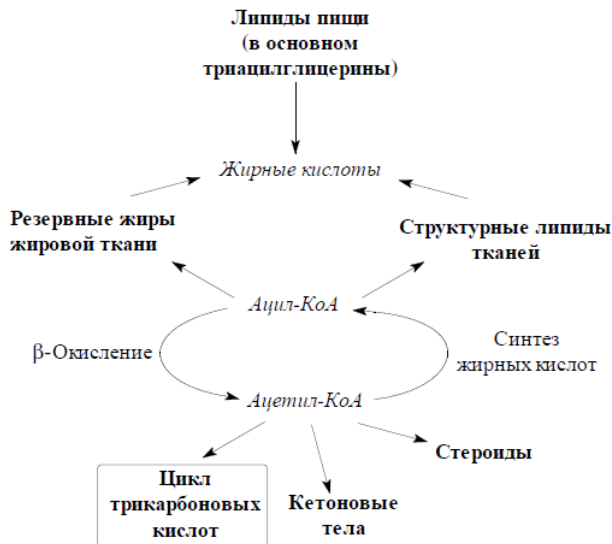 Липиды пищи
(в основном
триацилглицерины)
Жирные кислоты
Резервные жиры
жировой ткани
Структурные липиды
тканей
Ацил-КоА
β-Окисление
Синтез
жирных кислот
Ацетил-КоА
Стероиды
Цикл
трикарбоновых
кислот
Кетоновые
тела